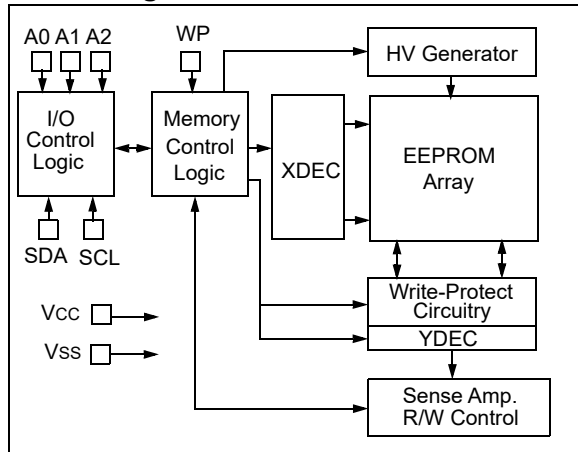 A0 A1 A2
WP
HV Generator
I/O
Control
Logic
Memory
Control
Logic
XDEC
EEPROM
Array
SDA
SCL
Write-Protect
Circuitry
VCC
YDEC
VSS
Sense Amp.
R/W Control